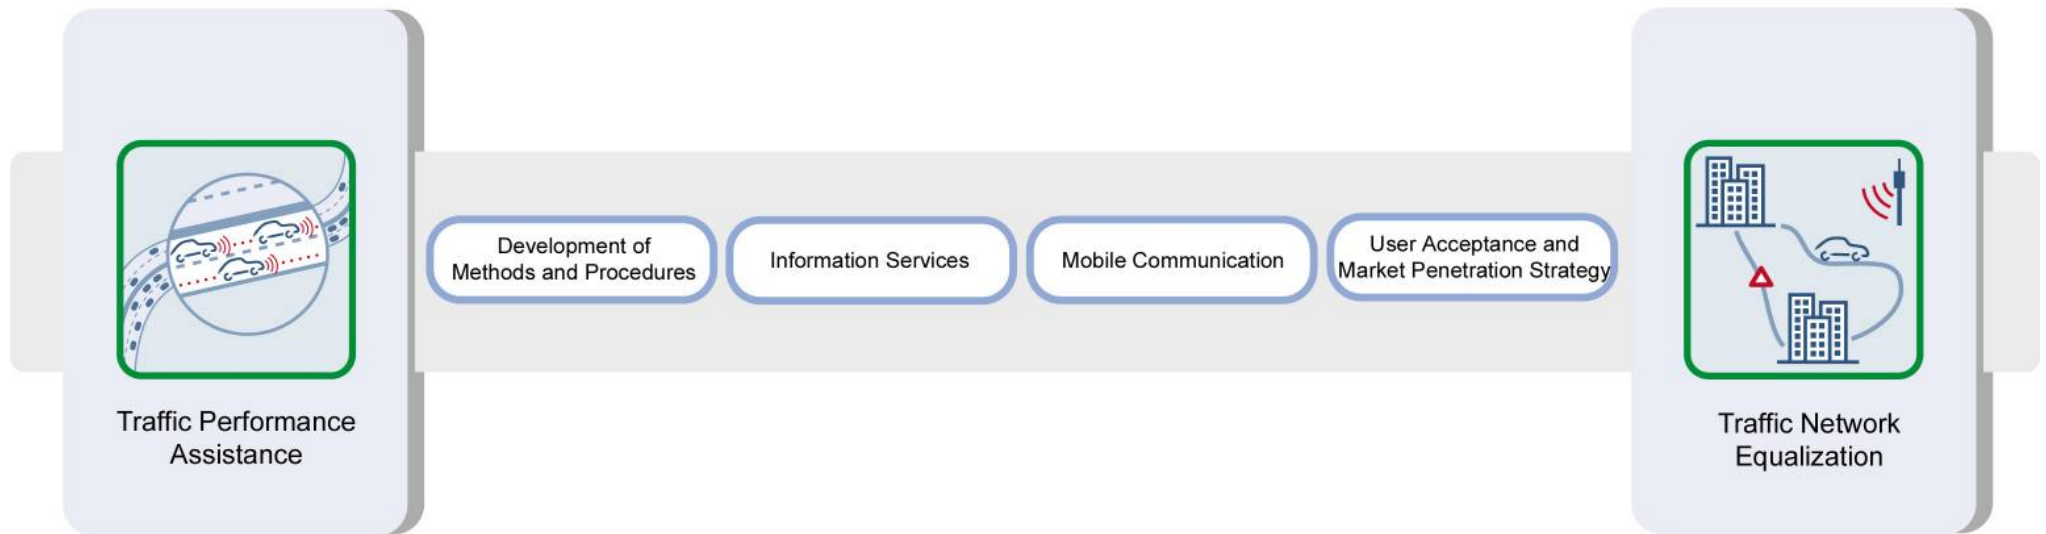 Traffic Performance
Assistance
Development of
Methods and Procedures
Information Services
Mobile Communication
User Acceptance and
Market Penetration Strategy
Traffic Network
Equalization